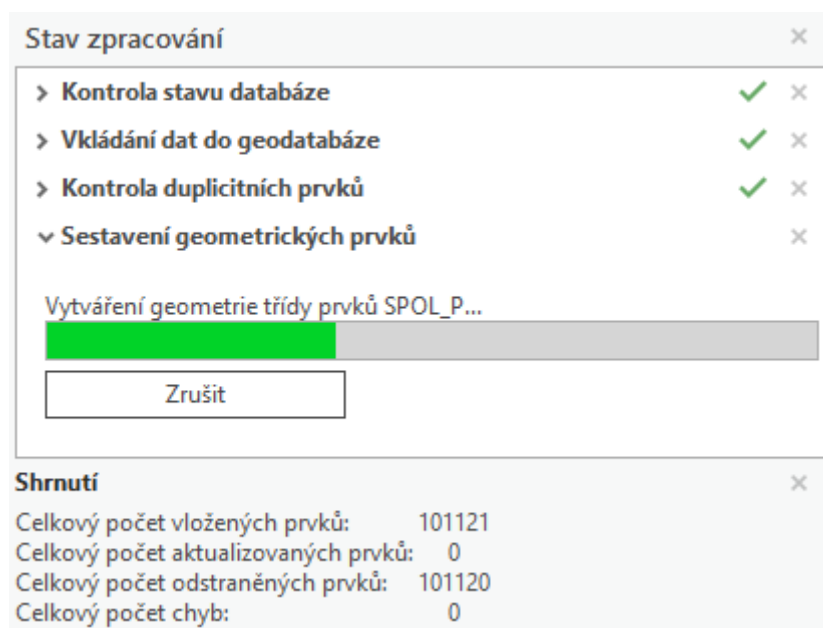 Stav zpracování
Kontrola stavu databáze
Vkládání dat do geodatabáze
Kontrola duplicitních prvků
Sestavení geometrických prvků
Vytváření geometrie třídy prvků SPOL_P...
Zrušit
Shrnutí
Celkový počet vložených prvků: 101121
Celkový počet aktualizovaných prvků: 0
Celkový počet odstraněných prvků: 101120
Celkový počet chyb: 0